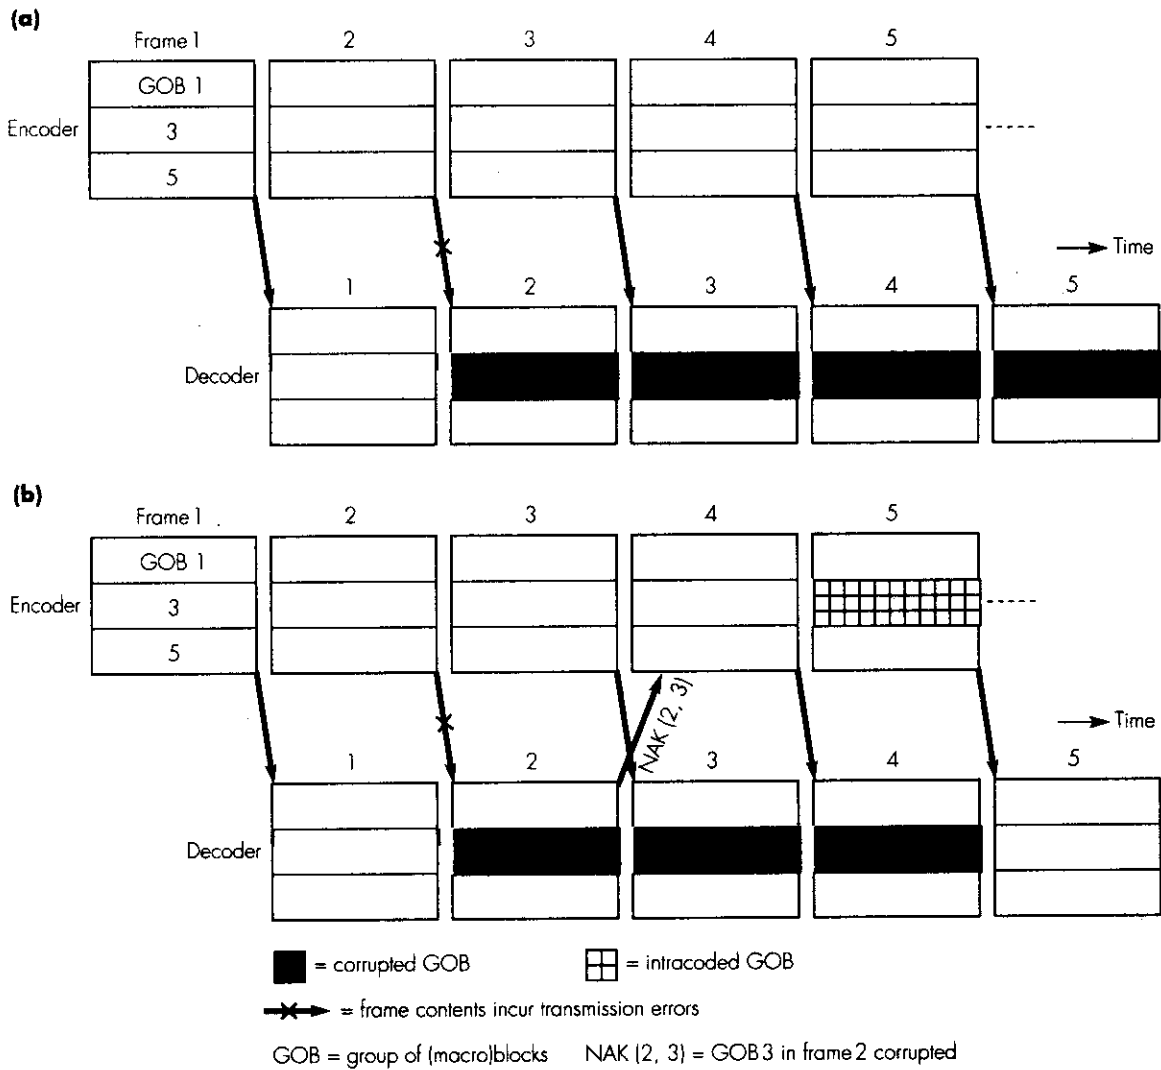 (a)
Frame 1 2 3 4 5
GOB 1
Encoder 3
5
Time
1 2 3 4 5
Decoder
(b)
Frame 1 2 3 4 5
GOB 1
Encoder 3
5
NAK (2, 3)
Time
1 2 3 4 5
Decoder
= corrupted GOB = intracoded GOB
= frame contents incur transmission errors
GOB = group of (macro)blocks NAK (2, 3) = GOB 3 in frame 2 corrupted